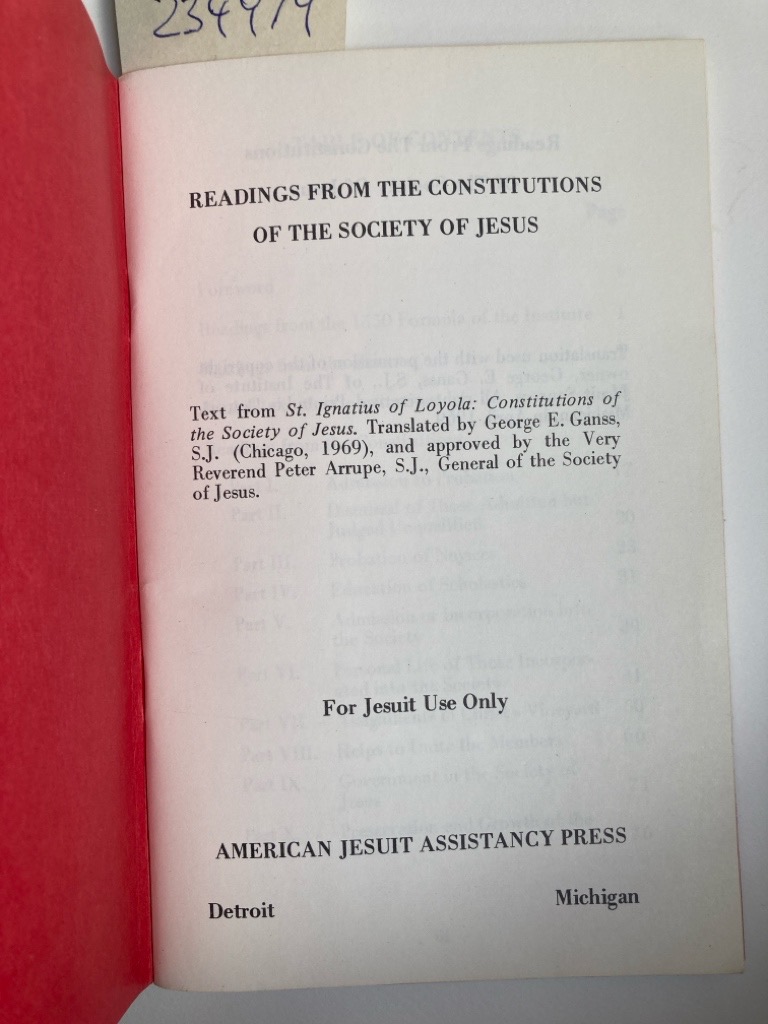 234979
READINGS FROM THE CONSTITUTIONS
OF THE SOCIETY OF JESUS
Text from St. Ignatius of Loyola: Constitutions of
the Society of Jesus. Translated by George E. Ganss,
S.J. (Chicago, 1969), and approved by the Very
Reverend Peter Arrupe, S.J., General of the Society
of Jesus.
For Jesuit Use Only
AMERICAN JESUIT ASSISTANCY PRESS
Detroit Michigan